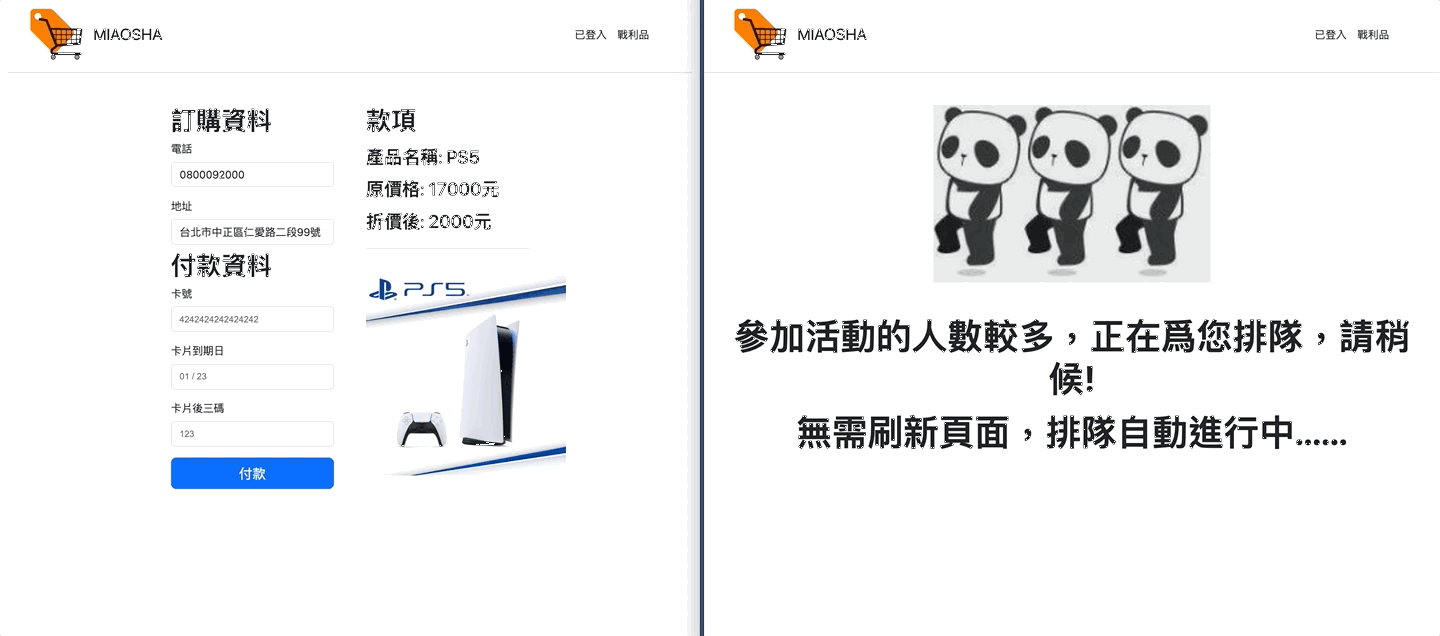 MIAOSHA
已登入 戰利品
訂購資料
電話
0800092000
地址
台北市中正區仁愛路二段99號
付款資料
卡號
4242424242424242
卡片到期日
01 / 23
卡片後三碼
123
付款
款項
產品名稱: PS5
原價格: 17000元
折價後: 2000元
PS5
MIAOSHA
已登入 戰利品
參加活動的人數較多，正在爲您排隊，請稍
候!
無需刷新頁面，排隊自動進行中......